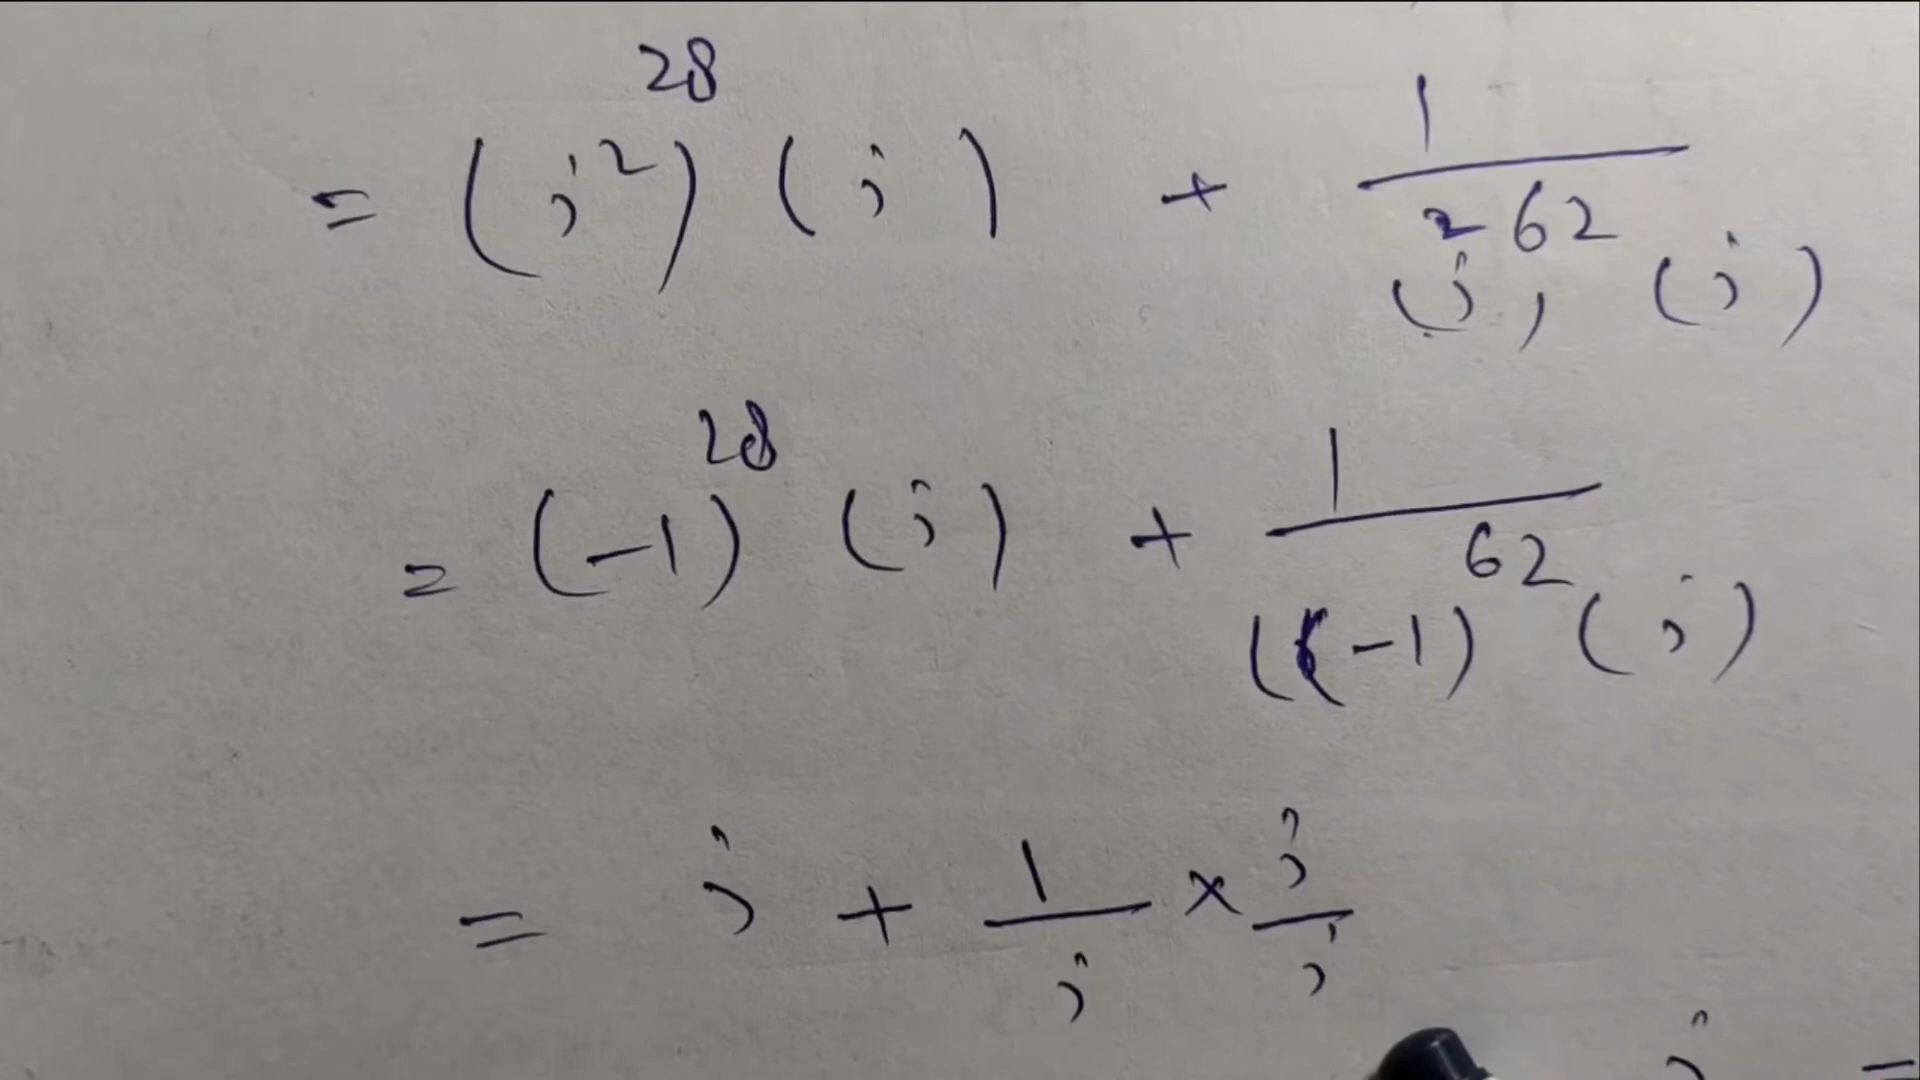 = (i²)²⁸ (i) + 1/((i²)⁶² (i))
= (-1)²⁸ (i) + 1/(((-1)⁶² (i))
= i + 1/i × i/i
i =